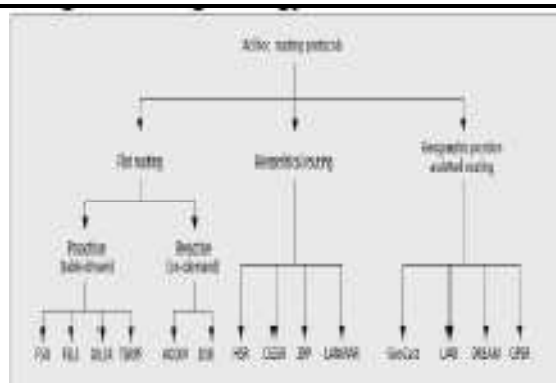 Ad hoc routing protocols
Flat routing
Hierarchical routing
Geographic position
assisted routing
Proactive
(table-driven)
Reactive
(on-demand)
FSR
OLSR
TBRPF
AODV
DSR
HSR
CGSR
ZRP
LANMAR
GeoCast
LAR
DREAM
GPSR